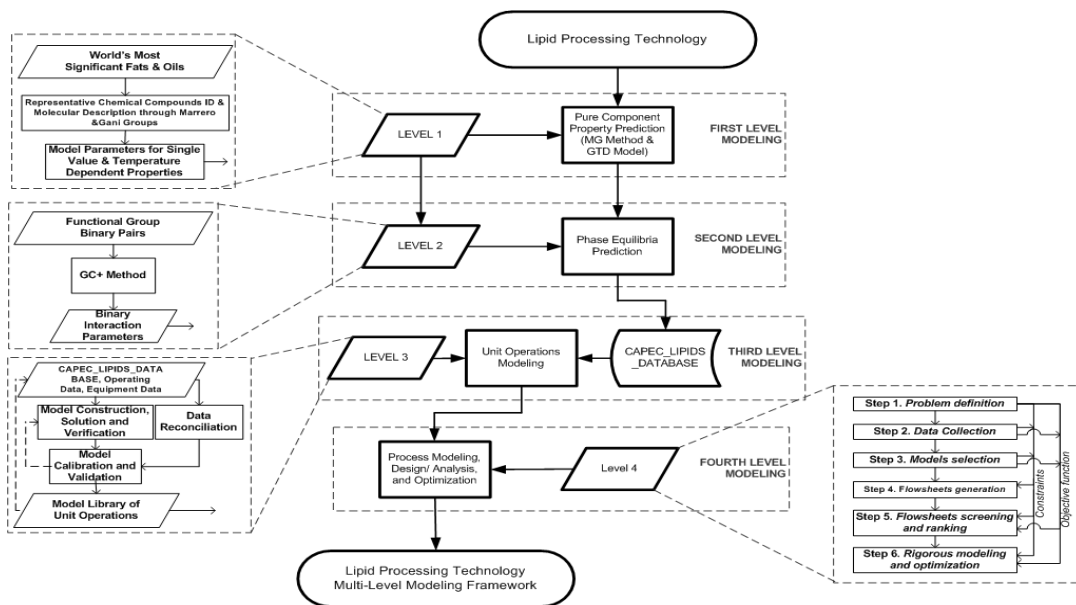 Lipid Processing Technology
World's Most
Significant Fats & Oils
Representative Chemical Compounds ID &
Molecular Description through Marrero
&Gani Groups
Model Parameters for Single
Value & Temperature
Dependent Properties
LEVEL 1
Pure Component
Property Prediction
(MG Method &
GTD Model)
FIRST LEVEL
MODELING
Functional Group
Binary Pairs
GC+ Method
Binary
Interaction
Parameters
LEVEL 2
Phase Equilibria
Prediction
SECOND LEVEL
MODELING
CAPEC_LIPIDS_DATA
BASE, Operating
Data, Equipment Data
Model Construction,
Solution and
Verification
Data
Reconciliation
Model
Calibration and
Validation
Model Library of
Unit Operations
LEVEL 3
Unit Operations
Modeling
CAPEC_LIPIDS
_DATABASE
THIRD LEVEL
MODELING
Process Modeling,
Design/ Analysis,
and Optimization
Level 4
FOURTH LEVEL
MODELING
Step 1. Problem definition
Step 2. Data Collection
Step 3. Models selection
Step 4. Flowsheets generation
Step 5. Flowsheets screening
and ranking
Step 6. Rigorous modeling
and optimization
Constraints
Objective function
Lipid Processing Technology
Multi-Level Modeling Framework